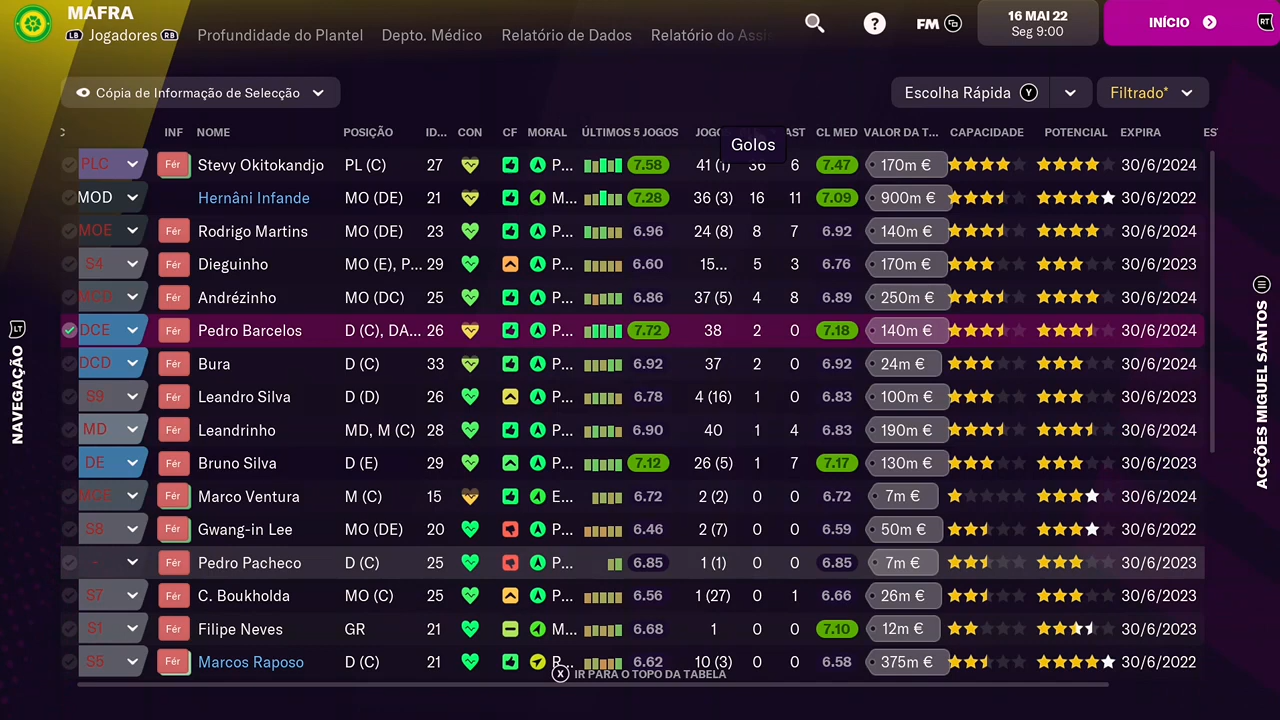 MAFRA
LB Jogadores RB Profundidade do Plantel Depto. Médico Relatório de Dados Relatório do Assi
? FM 16 MAI 22 Seg 9:00 INÍCIO RT
Cópia de Informação de Selecção Escolha Rápida Y Filtrado*
C INF NOME POSIÇÃO ID... CON CF MORAL ÚLTIMOS 5 JOGOS JOGO AST CL MED VALOR DA T... CAPACIDADE POTENCIAL EXPIRA ES
Golos
PLC Fér Stevy Okitokandjo PL (C) 27 P... 7.58 41 (1) 36 6 7.47 170m € 30/6/2024
MOD Hernâni Infande MO (DE) 21 M... 7.28 36 (3) 16 11 7.09 900m € 30/6/2022
MOE Fér Rodrigo Martins MO (DE) 23 P... 6.96 24 (8) 8 7 6.92 140m € 30/6/2024
S4 Fér Dieguinho MO (E), P... 29 P... 6.60 15... 5 3 6.76 170m € 30/6/2023
MCD Fér Andrézinho MO (DC) 25 P... 6.86 37 (5) 4 8 6.89 250m € 30/6/2024
DCE Fér Pedro Barcelos D (C), DA... 26 P... 7.72 38 2 0 7.18 140m € 30/6/2024
DCD Fér Bura D (C) 33 P... 6.92 37 2 0 6.92 24m € 30/6/2024
S9 Fér Leandro Silva D (D) 26 P... 6.78 4 (16) 1 0 6.83 100m € 30/6/2024
MD Fér Leandrinho MD, M (C) 28 P... 6.90 40 1 4 6.83 190m € 30/6/2024
DE Fér Bruno Silva D (E) 29 P... 7.12 26 (5) 1 7 7.17 130m € 30/6/2023
MCE Fér Marco Ventura M (C) 15 E... 6.72 2 (2) 0 0 6.72 7m € 30/6/2024
S8 Fér Gwang-in Lee MO (DE) 20 P... 6.46 2 (7) 0 0 6.59 50m € 30/6/2022
- Fér Pedro Pacheco D (C) 25 P... 6.85 1 (1) 0 0 6.85 7m € 30/6/2023
S7 Fér C. Boukholda MO (C) 25 P... 6.56 1 (27) 0 1 6.66 26m € 30/6/2023
S1 Fér Filipe Neves GR 21 M... 6.68 1 0 0 7.10 12m € 30/6/2023
S5 Fér Marcos Raposo D (C) 21 R... 6.62 10 (3) 0 0 6.58 375m € 30/6/2022
X IR PARA O TOPO DA TABELA
NAVEGAÇÃO LT
ACÇÕES MIGUEL SANTOS